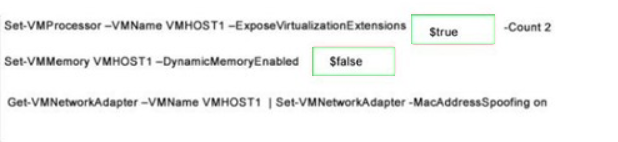 Set-VMProcessor –VMName VMHOST1 –ExposeVirtualizationExtensions $true -Count 2
Set-VMMemory VMHOST1 –DynamicMemoryEnabled $false
Get-VMNetworkAdapter –VMName VMHOST1 | Set-VMNetworkAdapter -MacAddressSpoofing on